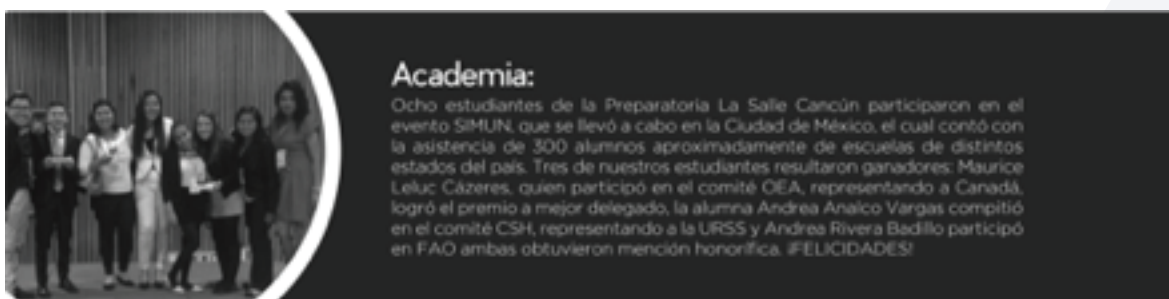 Academia:
Ocho estudiantes de la Preparatoria La Salle Cancún participaron en el
evento SIMUN, que se llevó a cabo en la Ciudad de México, el cual contó con
la asistencia de 300 alumnos aproximadamente de escuelas de distintos
estados del país. Tres de nuestros estudiantes resultaron ganadores: Maurice
Leluc Cázeres, quien participó en el comité OEA, representando a Canadá,
logró el premio a mejor delegado, la alumna Andrea Analco Vargas compitió
en el comité CSH, representando a la URSS y Andrea Rivera Badillo participó
en FAO ambas obtuvieron mención honorífica. ¡FELICIDADES!